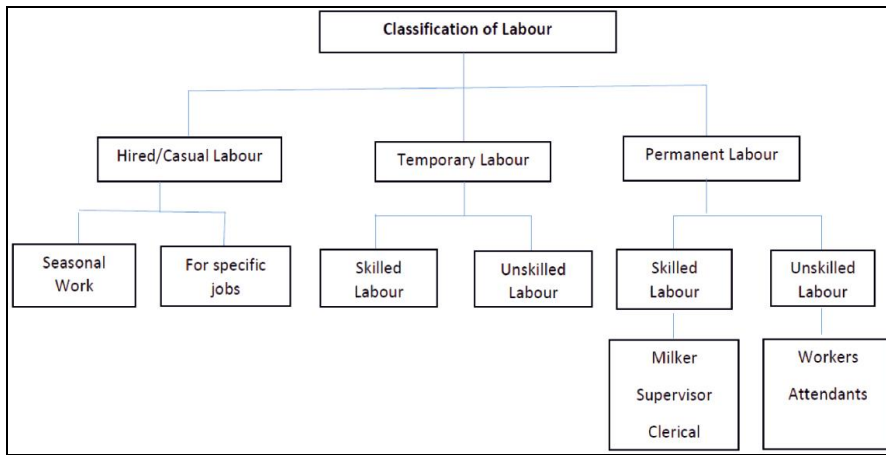 Classification of Labour
Hired/Casual Labour
Temporary Labour
Permanent Labour
Seasonal
Work
For specific
jobs
Skilled
Labour
Unskilled
Labour
Skilled
Labour
Unskilled
Labour
Milker
Supervisor
Clerical
Workers
Attendants